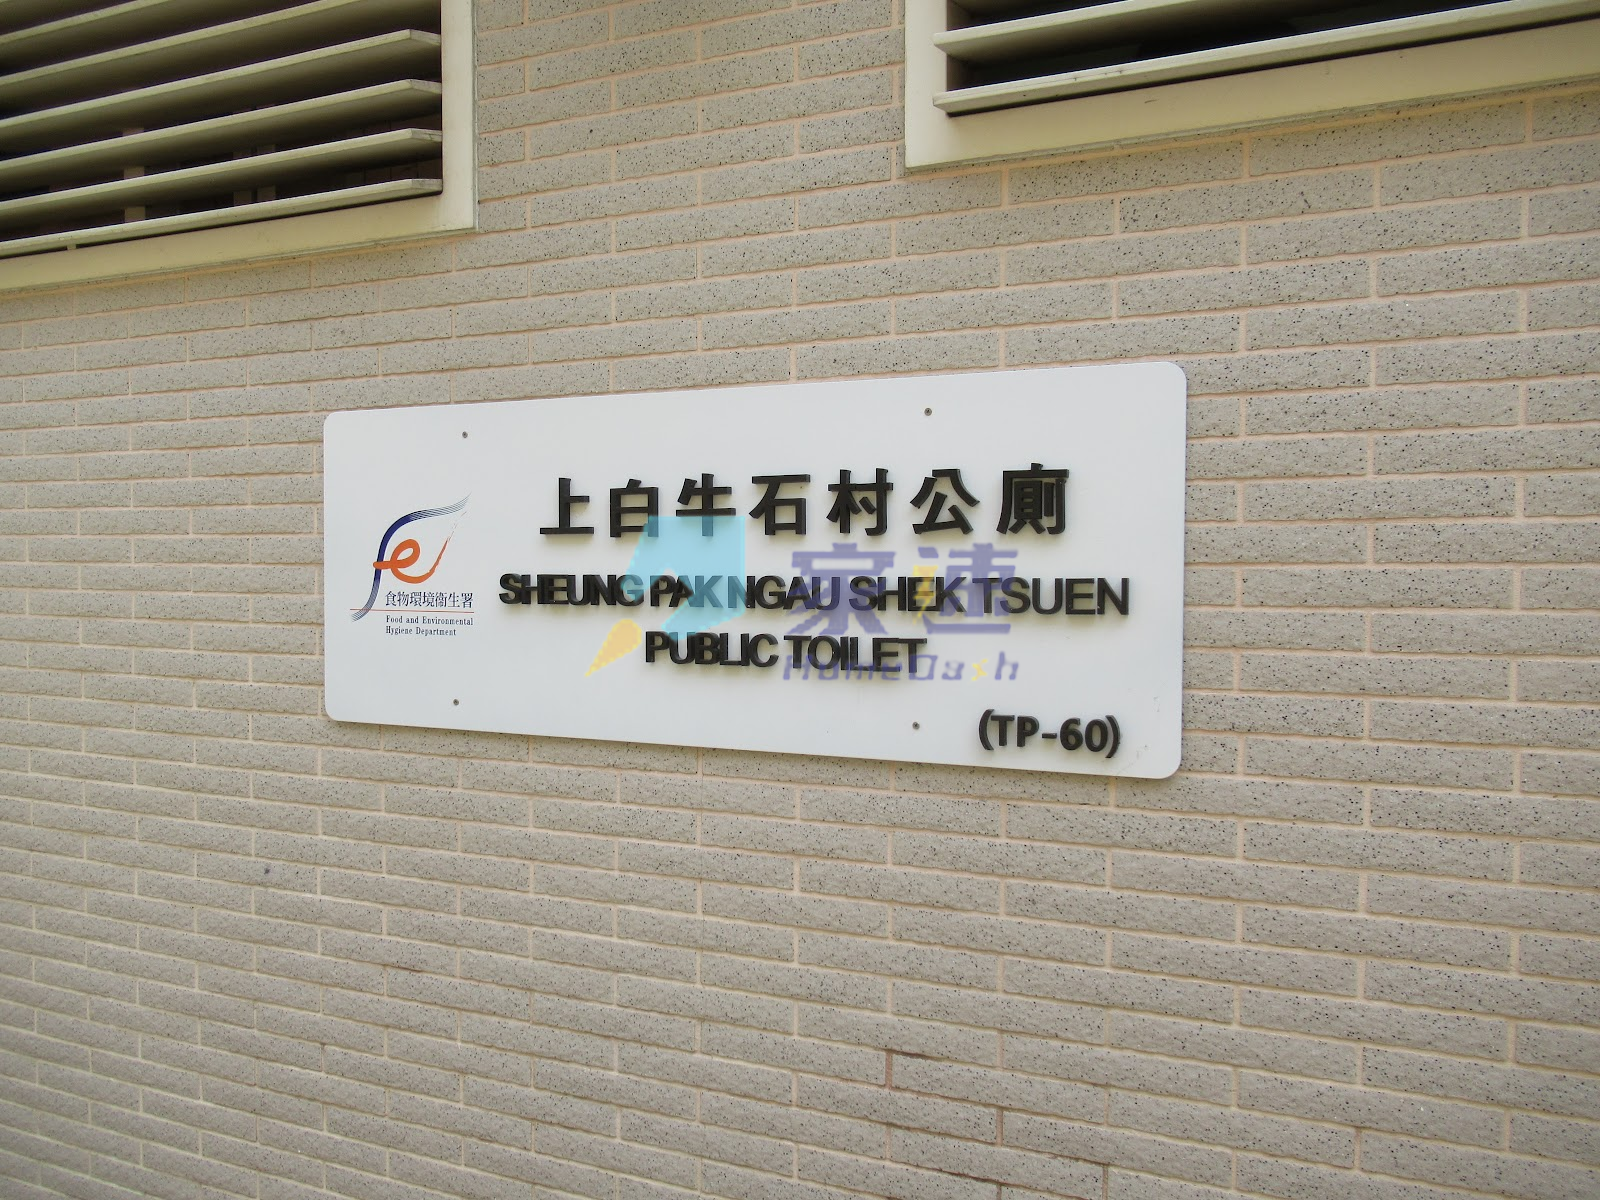 上白牛石村公廁
SHEUNG PAK NGAU SHEK TSUEN
PUBLIC TOILET
(TP-60)
食物環境衞生署
Food and Environmental
Hygiene Department
家速
HomeDash